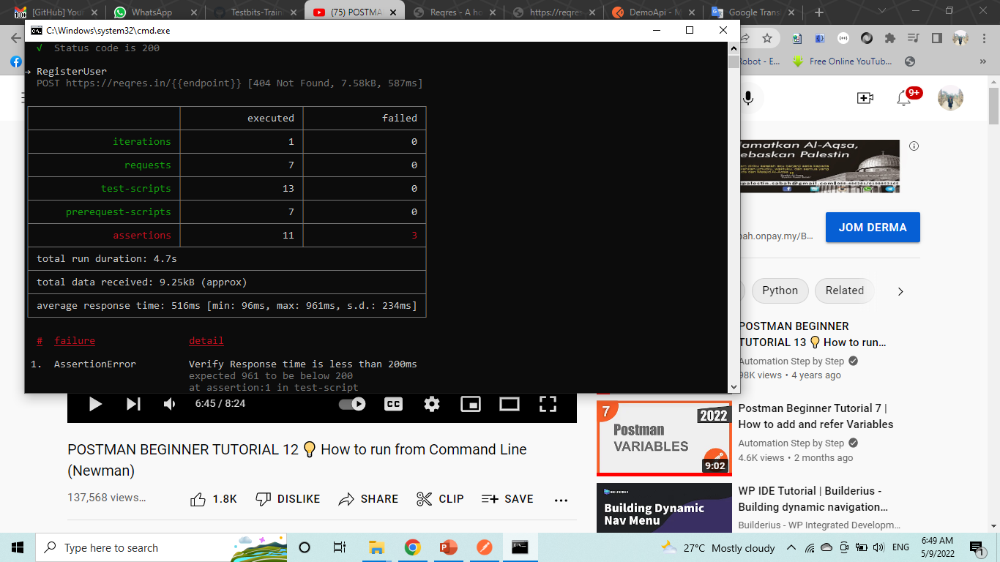 [GitHub] Your
WhatsApp
Testbits-Train
(75) POSTMA
Reqres - A ho
https://reqres
DemoApi - M
Google Trans
C:\Windows\system32\cmd.exe
√ Status code is 200
→ RegisterUser
POST https://reqres.in/{{endpoint}} [404 Not Found, 7.58kB, 587ms]
executed failed
iterations 1 0
requests 7 0
test-scripts 13 0
prerequest-scripts 7 0
assertions 11 3
total run duration: 4.7s
total data received: 9.25kB (approx)
average response time: 516ms [min: 96ms, max: 961ms, s.d.: 234ms]
# failure detail
1. AssertionError Verify Response time is less than 200ms
expected 961 to be below 200
at assertion:1 in test-script
Robot - E...
Free Online YouTub...
9+
lamatkan Al-Aqsa,
ebaskan Palestin
JOM DERMA
bah.onpay.my/B...
Python
Related
POSTMAN BEGINNER
TUTORIAL 13 💡 How to run...
Automation Step by Step
98K views • 4 years ago
7
2022
Postman
VARIABLES
9:02
Postman Beginner Tutorial 7 |
How to add and refer Variables
Automation Step by Step
4.6K views • 2 months ago
Building Dynamic
Nav Menu
WP IDE Tutorial | Builderius -
Building dynamic navigation...
Builderius - WP Integrated Developm...
6:45 / 8:24
CC
POSTMAN BEGINNER TUTORIAL 12 💡 How to run from Command Line
(Newman)
137,568 views...
1.8K
DISLIKE
SHARE
CLIP
SAVE
Type here to search
27°C Mostly cloudy
ENG
6:49 AM
5/9/2022
1